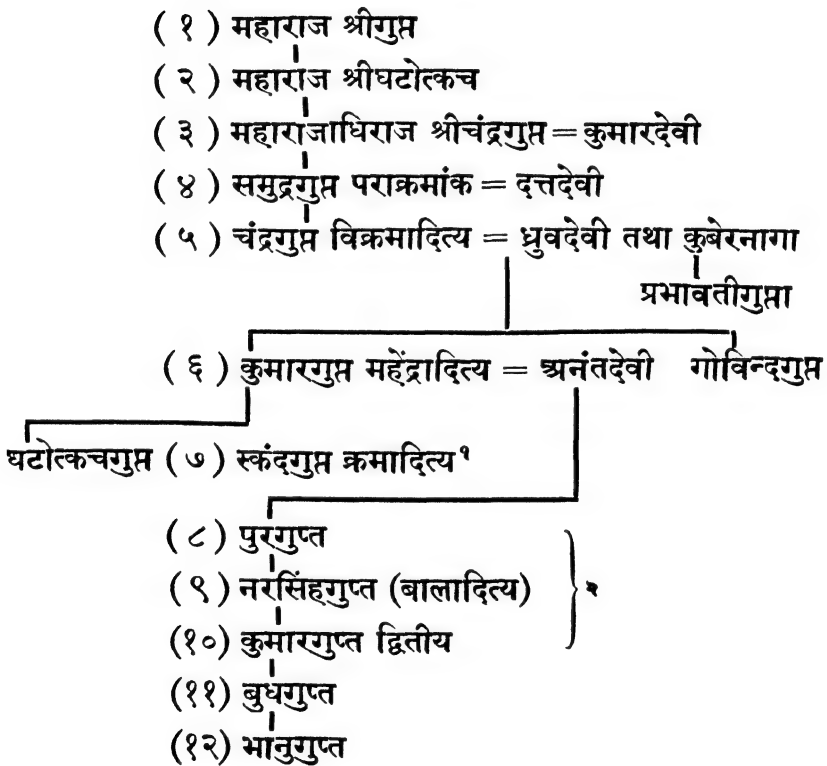 ( १ ) महाराज श्रीगुप्त
( २ ) महाराज श्रीघटोत्कच
( ३ ) महाराजाधिराज श्रीचंद्रगुप्त = कुमारदेवी
( ४ ) समुद्रगुप्त पराक्रमांक = दत्तदेवी
( ५ ) चंद्रगुप्त विक्रमादित्य = ध्रुवदेवी तथा कुबेरनागा
प्रभावतीगुप्ता
( ६ ) कुमारगुप्त महेंद्रादित्य = अनंतदेवी गोविन्दगुप्त
घटोत्कचगुप्त ( ७ ) स्कंदगुप्त क्रमादित्य¹
( ८ ) पुरगुप्त
( ९ ) नरसिंहगुप्त (बालादित्य)
(१०) कुमारगुप्त द्वितीय
(११) बुधगुप्त
(१२) भानुगुप्त